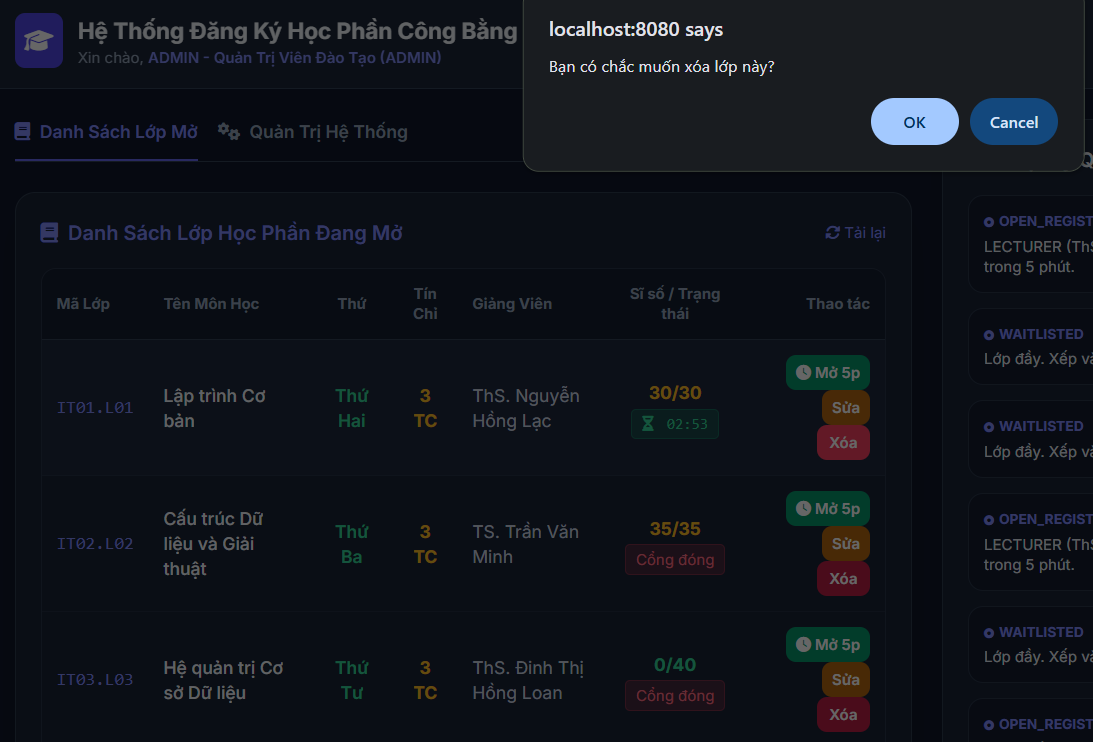 Hệ Thống Đăng Ký Học Phần Công Bằng
Xin chào, ADMIN - Quản Trị Viên Đào Tạo (ADMIN)
localhost:8080 says
Bạn có chắc muốn xóa lớp này?
OK
Cancel
Danh Sách Lớp Mở
Quản Trị Hệ Thống
Danh Sách Lớp Học Phần Đang Mở
Tải lại
Mã Lớp
Tên Môn Học
Thứ
Tín
Chỉ
Giảng Viên
Sĩ số / Trạng
thái
Thao tác
IT01.L01
Lập trình Cơ
bản
Thứ
Hai
3
TC
ThS. Nguyễn
Hồng Lạc
30/30
02:53
Mở 5p
Sửa
Xóa
IT02.L02
Cấu trúc Dữ
liệu và Giải
thuật
Thứ
Ba
3
TC
TS. Trần Văn
Minh
35/35
Cổng đóng
Mở 5p
Sửa
Xóa
IT03.L03
Hệ quản trị Cơ
sở Dữ liệu
Thứ
Tư
3
TC
ThS. Đinh Thị
Hồng Loan
0/40
Cổng đóng
Mở 5p
Sửa
Xóa
OPEN_REGIST
LECTURER (ThS
trong 5 phút.
WAITLISTED
Lớp đầy. Xếp và
WAITLISTED
Lớp đầy. Xếp và
OPEN_REGIST
LECTURER (ThS
trong 5 phút.
WAITLISTED
Lớp đầy. Xếp và
OPEN_REGIST